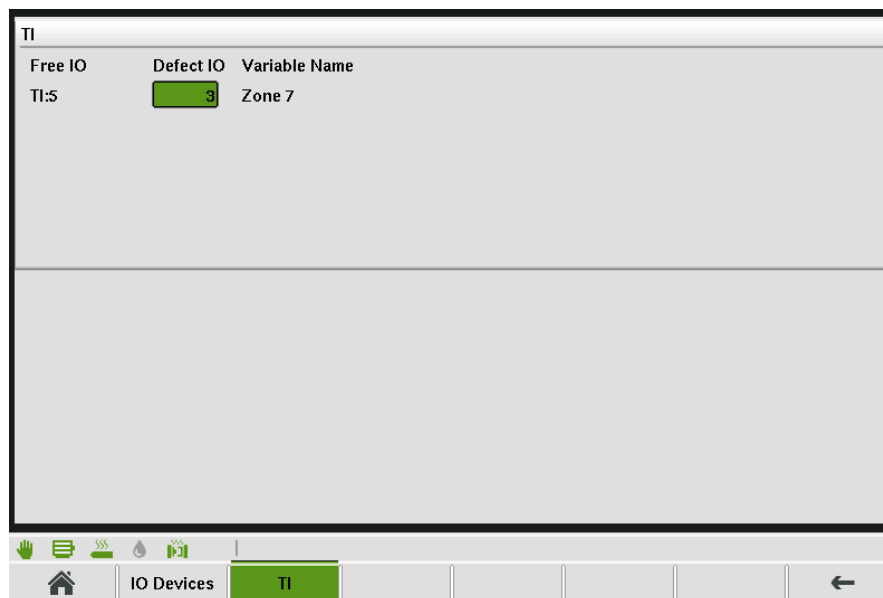 TI
Free IO Defect IO Variable Name
TI:5 3 Zone 7
IO Devices TI